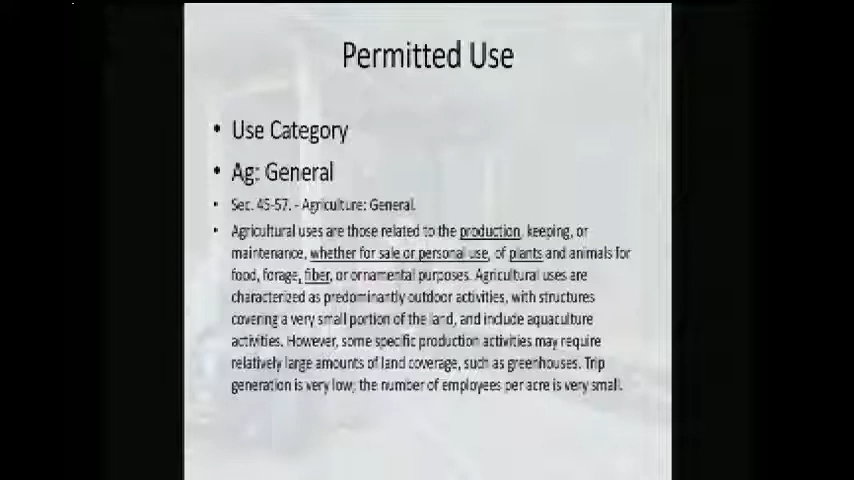 Permitted Use
• Use Category
• Ag: General
• Sec. 45-57. - Agriculture: General.
• Agricultural uses are those related to the production, keeping, or
maintenance, whether for sale or personal use, of plants and animals for
food, forage, fiber, or ornamental purposes. Agricultural uses are
characterized as predominantly outdoor activities, with structures
covering a very small portion of the land, and include aquaculture
activities. However, some specific production activities may require
relatively large amounts of land coverage, such as greenhouses. Trip
generation is very low; the number of employees per acre is very small.